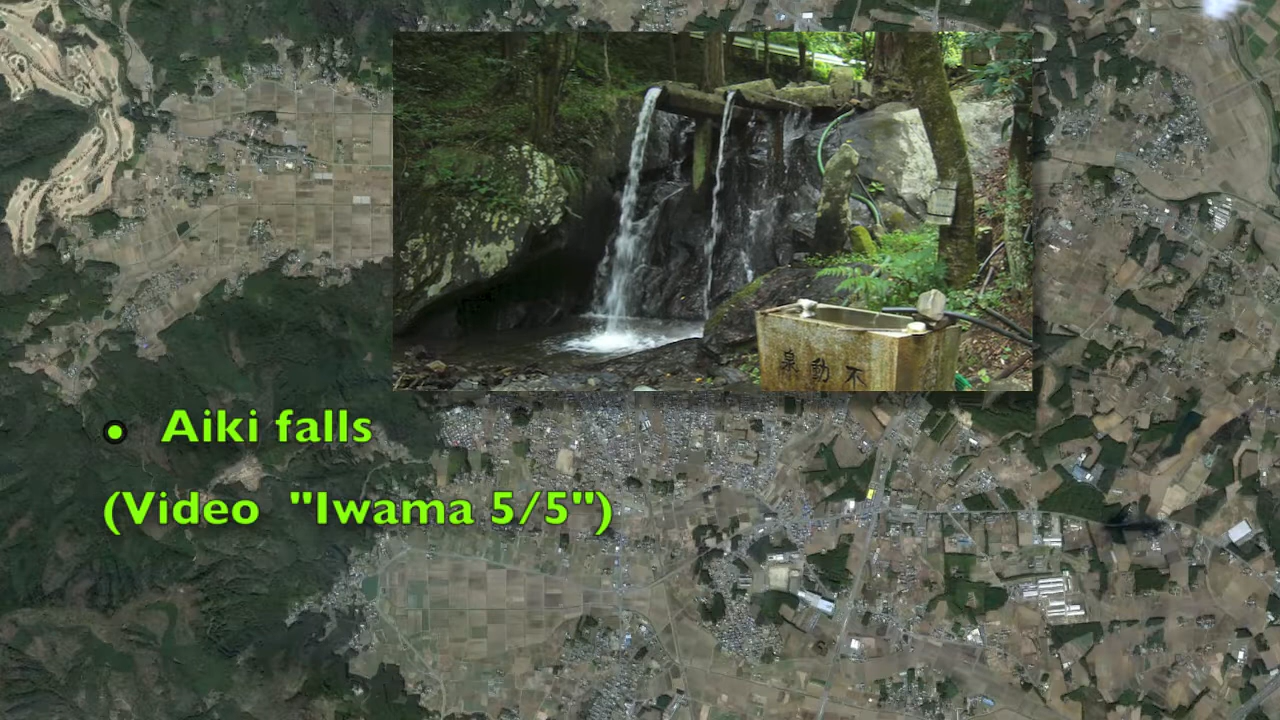 泉動不
• Aiki falls
(Video "Iwama 5/5")